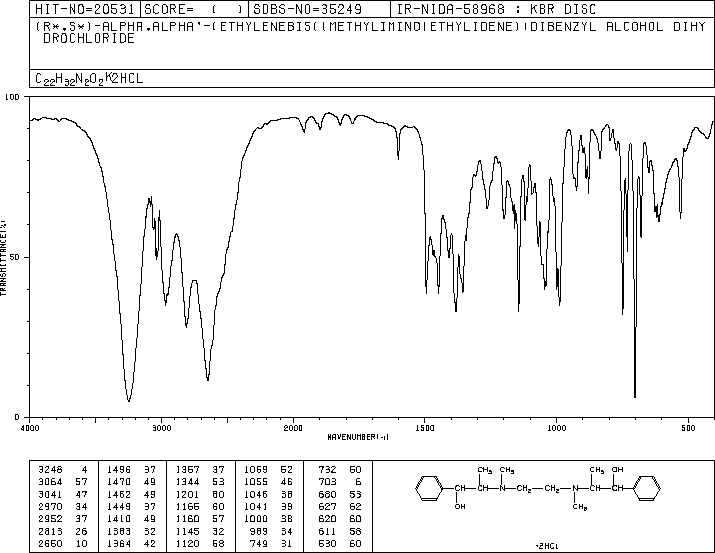 HIT-NO=20531 SCORE= ( ) SDBS-NO=35249 IR-NIDA-58968 : KBR DISC
(R*,S*)-ALPHA,ALPHA'-(ETHYLENEBIS((METHYLIMINO)ETHYLIDENE))DIBENZYL ALCOHOL DIHY
DROCHLORIDE
C22H32N2O2K2HCL
100
TRANSMITTANCE(%)
50
0
4000 3000 2000 1500 1000 500
WAVENUMBER(-1)
3248 4 1496 37 1357 37 1069 52 732 50
3064 57 1470 49 1344 53 1055 46 703 6
3041 47 1462 49 1201 60 1046 38 680 53
2970 34 1449 37 1166 60 1041 39 627 62
2952 37 1410 49 1160 57 1000 38 620 60
2813 26 1383 32 1145 32 989 34 611 58
2650 10 1364 42 1120 58 749 31 530 60
CH3 CH3 CH3 OH
CH CH N CH2 CH2 N CH CH
OH CH3
·2HCl